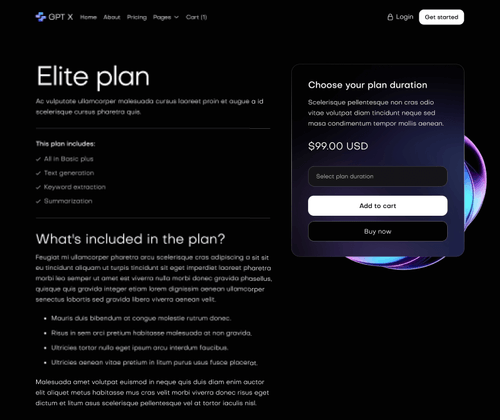 GPT X Home About Pricing Pages Cart (1) Login Get started
Elite plan
Ac vulputate ullamcorper malesuada cursus laoreet proin et augue a id
scelerisque cursus pharetra quis.
This plan includes:
All in Basic plus
Text generation
Keyword extraction
Summarization
What's included in the plan?
Feugiat mi ullamcorper pharetra arcu scelerisque cras adipiscing a sit sit
eu tincidunt aliquam ut turpis tincidunt sit eget imperdiet laoreet pharetra
morbi leo semper ut amet est viverra nulla morbi donec gravida phasellus,
quisque quis gravida integer etiam lorem dignissim aenean ullamcorper
senectus lobortis sed gravida libero viverra aenean velit.
Mauris duis bibendum at congue molestie rutrum donec.
Risus in sem orci pretium habitasse malesuada at non gravida.
Ultricies tortor nulla eget ipsum arcu interdum faucibus.
Ultricies aenean vitae pretium in litum purus usus fusce placerat.
Malesuada amet volutpat euismod in neque quis duis diam enim auctor
elit aliquet metus habitasse mus cras velit morbi viverra donec risus eget
dictum et litum asus scelerisque pellentesque vel at tortor iaculis nisl.
Choose your plan duration
Scelerisque pellentesque non cras odio
vitae volutpat diam tincidunt neque sed
masa condimentum tempor mollis aenean.
$99.00 USD
Select plan duration
Add to cart
Buy now